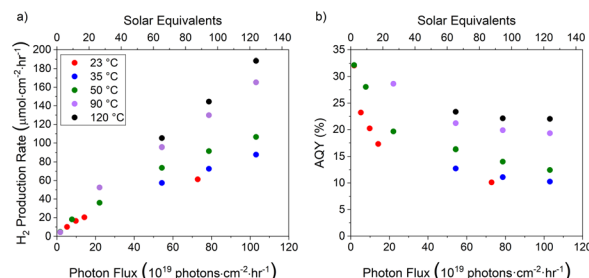 a)
Solar Equivalents
0 20 40 60 80 100 120 140
200
180
160
140
120
100
80
60
40
20
0
H2 Production Rate (µmol·cm-2·hr-1)
23 °C
35 °C
50 °C
90 °C
120 °C
0 20 40 60 80 100 120
Photon Flux (10^19 photons·cm-2·hr-1)
b)
Solar Equivalents
0 20 40 60 80 100 120 140
35
30
25
20
15
10
5
0
AQY (%)
0 20 40 60 80 100 120
Photon Flux (10^19 photons·cm-2·hr-1)